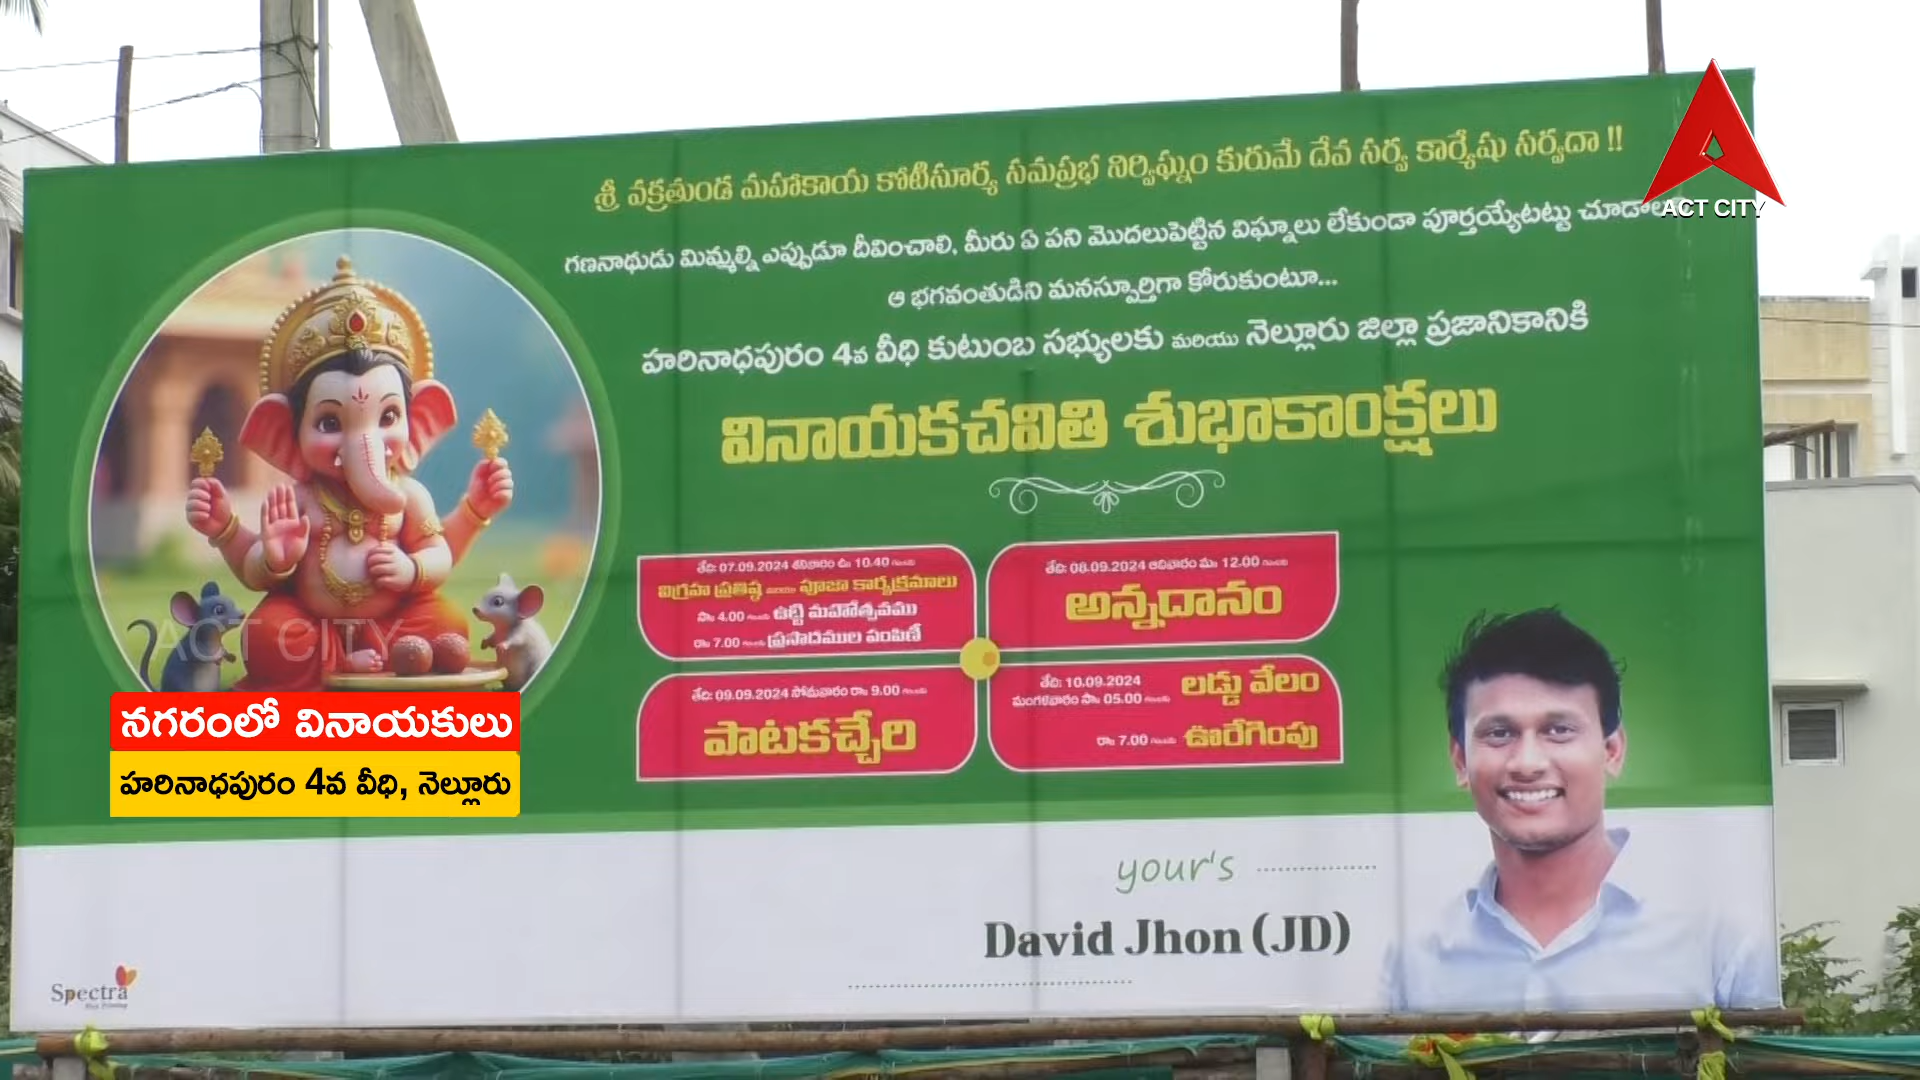 శ్రీ వక్రతుండ మహాకాయ కోటిసూర్య సమప్రభ నిర్విఘ్నం కురుమే దేవ సర్వ కార్యేషు సర్వదా !!
గణనాథుడు మిమ్మల్ని ఎప్పుడూ దీవించాలి, మీరు ఏ పని మొదలుపెట్టిన విఘ్నాలు లేకుండా పూర్తయ్యేటట్టు
ఆ భగవంతుడిని మనస్ఫూర్తిగా కోరుకుంటూ...
హరినాధపురం 4వ వీధి కుటుంబ సభ్యులకు మరియు నెల్లూరు జిల్లా ప్రజానికానికి
వినాయకచవితి శుభాకాంక్షలు
తేది: 07.09.2024 శనివారం ఉ॥ 10.40
విగ్రహ ప్రతిష్ఠ పూజా కార్యక్రమాలు
సా॥ 4.00 ఉట్టి మహోత్సవము
రా॥ 7.00 ప్రసాదముల పంపిణీ
తేది: 08.09.2024 ఆదివారం మ॥ 12.00
అన్నదానం
తేది: 09.09.2024 సోమవారం రా॥ 9.00
పాటకచ్చేరి
తేది: 10.09.2024
మంగళవారం సా॥ 05.00 లడ్డు వేలం
రా॥ 7.00 ఊరేగింపు
your's
David Jhon (JD)
Spectra
ACT CITY
ACT CITY
నగరంలో వినాయకులు
హరినాధపురం 4వ వీధి, నెల్లూరు